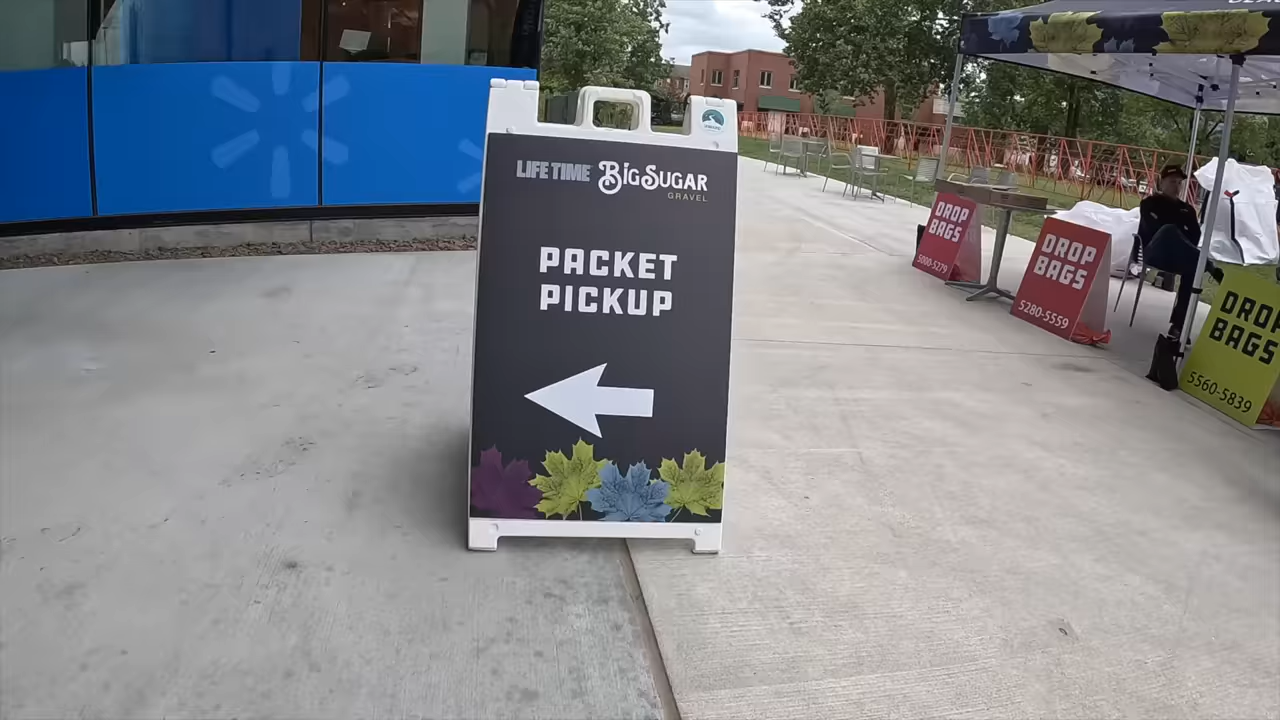 LIFE TIME BIGSUGAR
GRAVEL
PACKET
PICKUP
DROP
BAGS
5000-5279
DROP
BAGS
5280-5559
DROP
BAGS
5560-5839